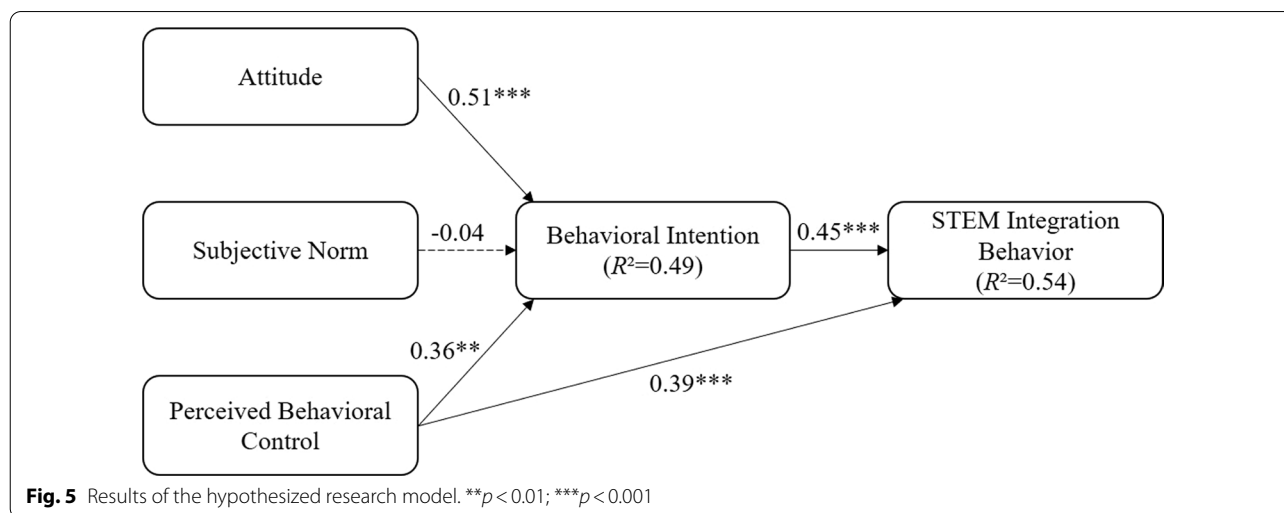 Attitude
0.51***
Subjective Norm
-0.04
Behavioral Intention
(R²=0.49)
0.45***
STEM Integration
Behavior
(R²=0.54)
0.36**
0.39***
Perceived Behavioral
Control
Fig. 5 Results of the hypothesized research model. **p < 0.01; ***p < 0.001